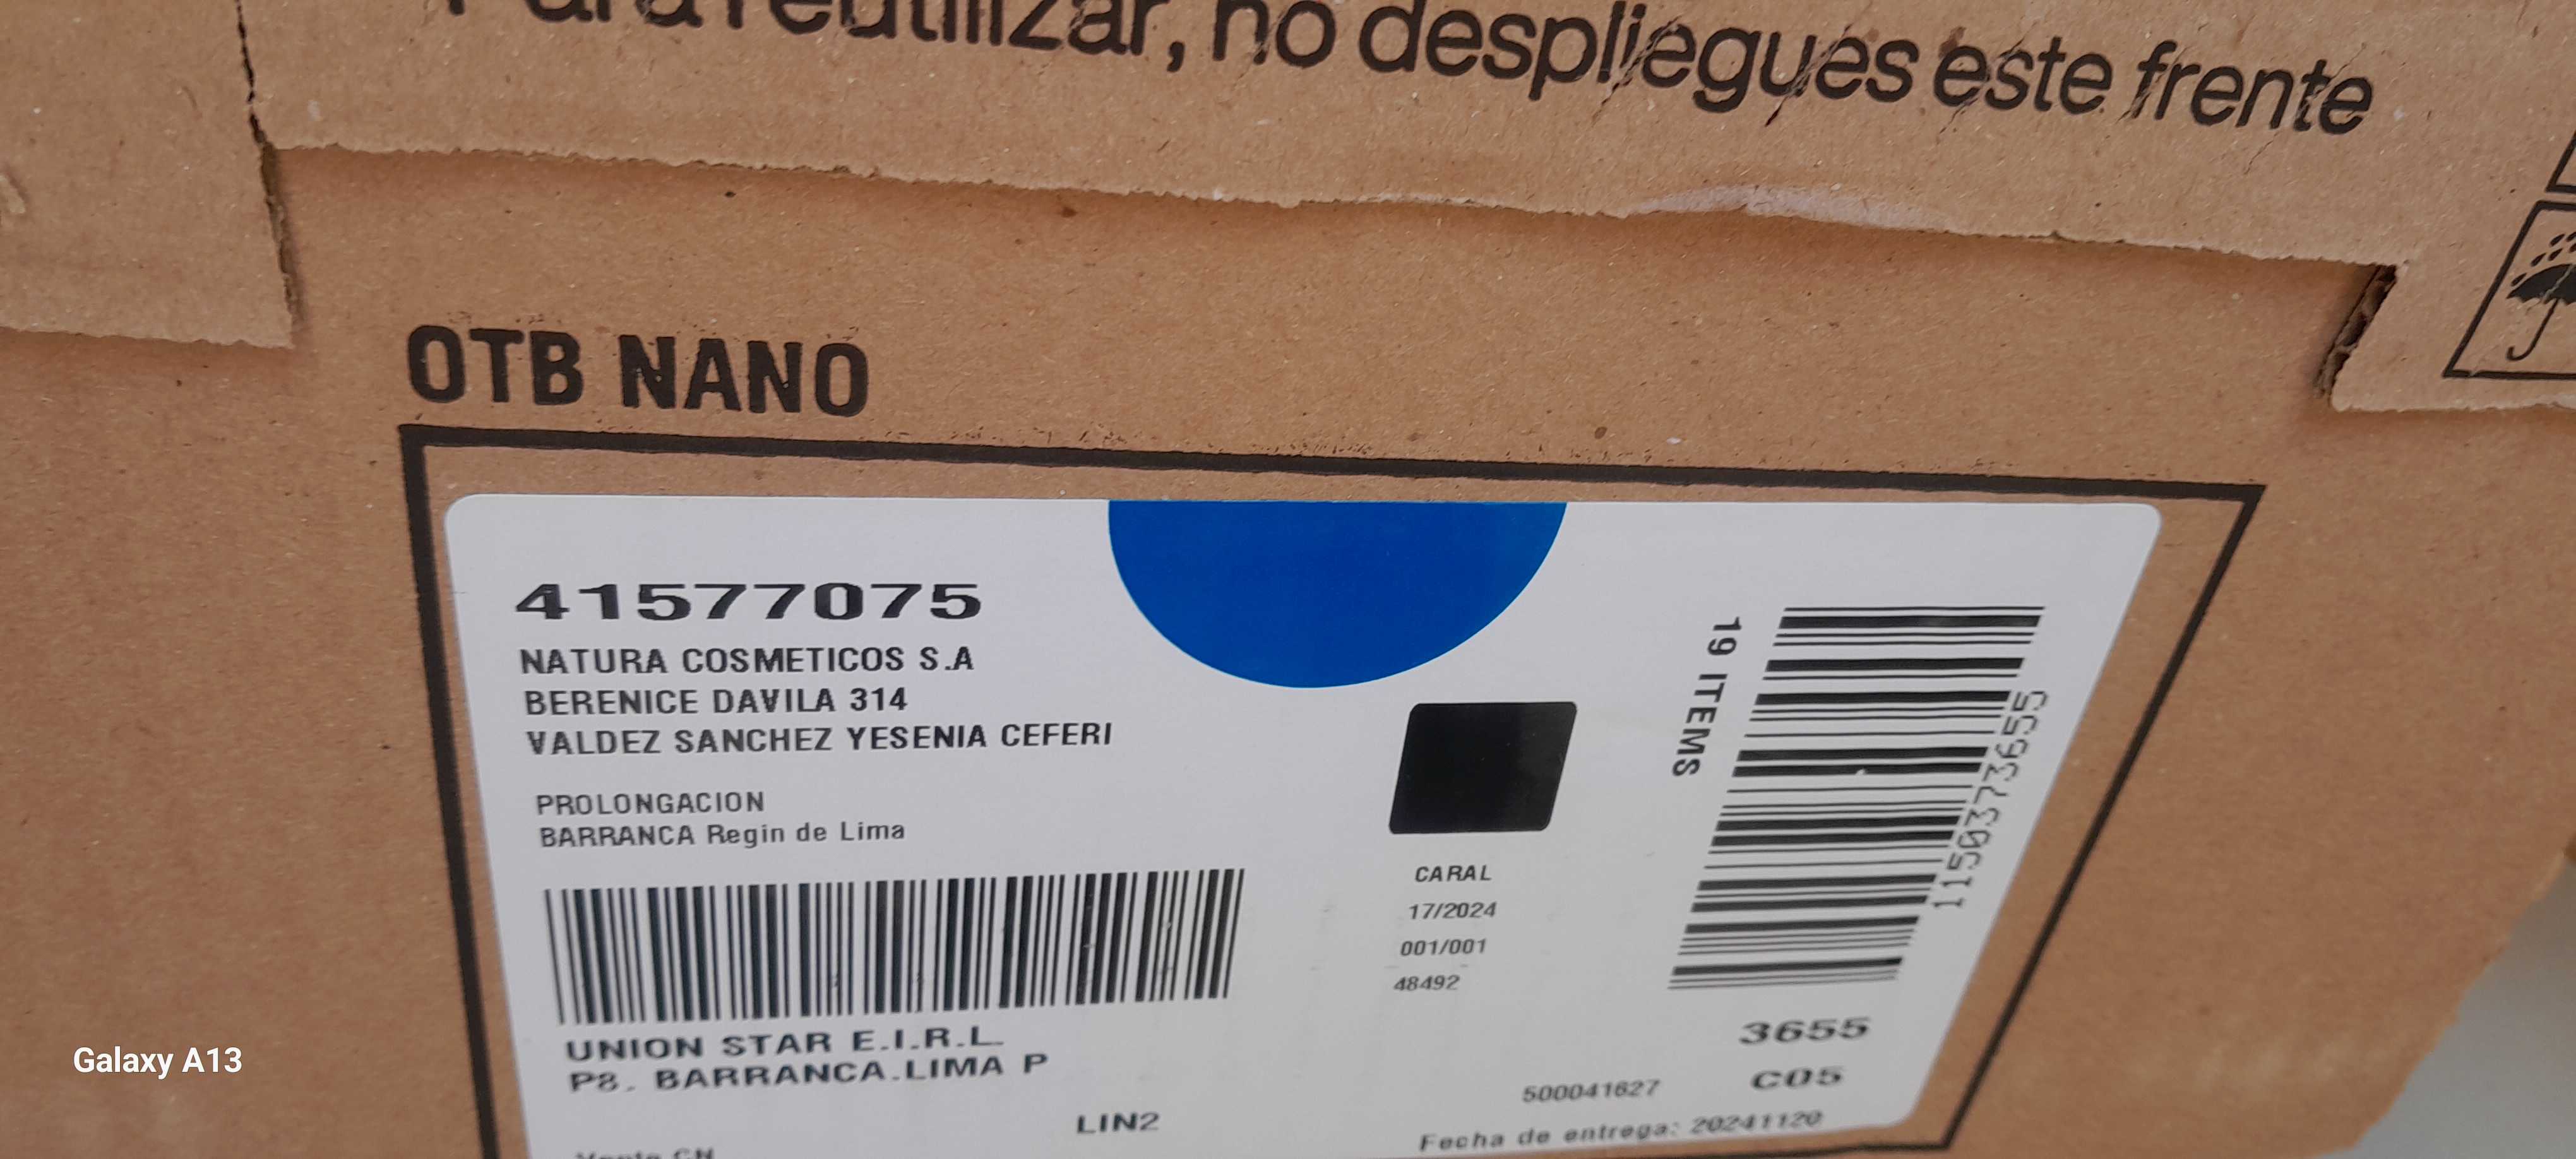 Para reutilizar, no despliegues este frente
OTB NANO
41577075
NATURA COSMETICOS S.A
BERENICE DAVILA 314
VALDEZ SANCHEZ YESENIA CEFERI
PROLONGACION
BARRANCA Regin de Lima
UNION STAR E.I.R.L.
P8. BARRANCA.LIMA P
LIN2
CARAL
17/2024
001/001
48492
19 ITEMS
1150373655
3655
C05
500041627
Fecha de entrega: 20241120
Galaxy A13